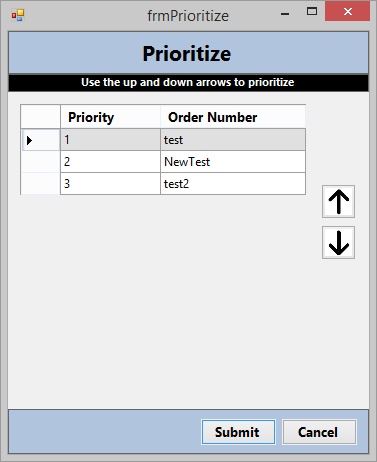 frmPrioritize
Prioritize
Use the up and down arrows to prioritize
Priority Order Number
1 test
2 NewTest
3 test2
Submit Cancel